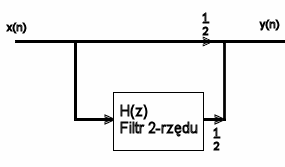 x(n)
1
2
y(n)
H(z)
Filtr 2-rzędu
1
2